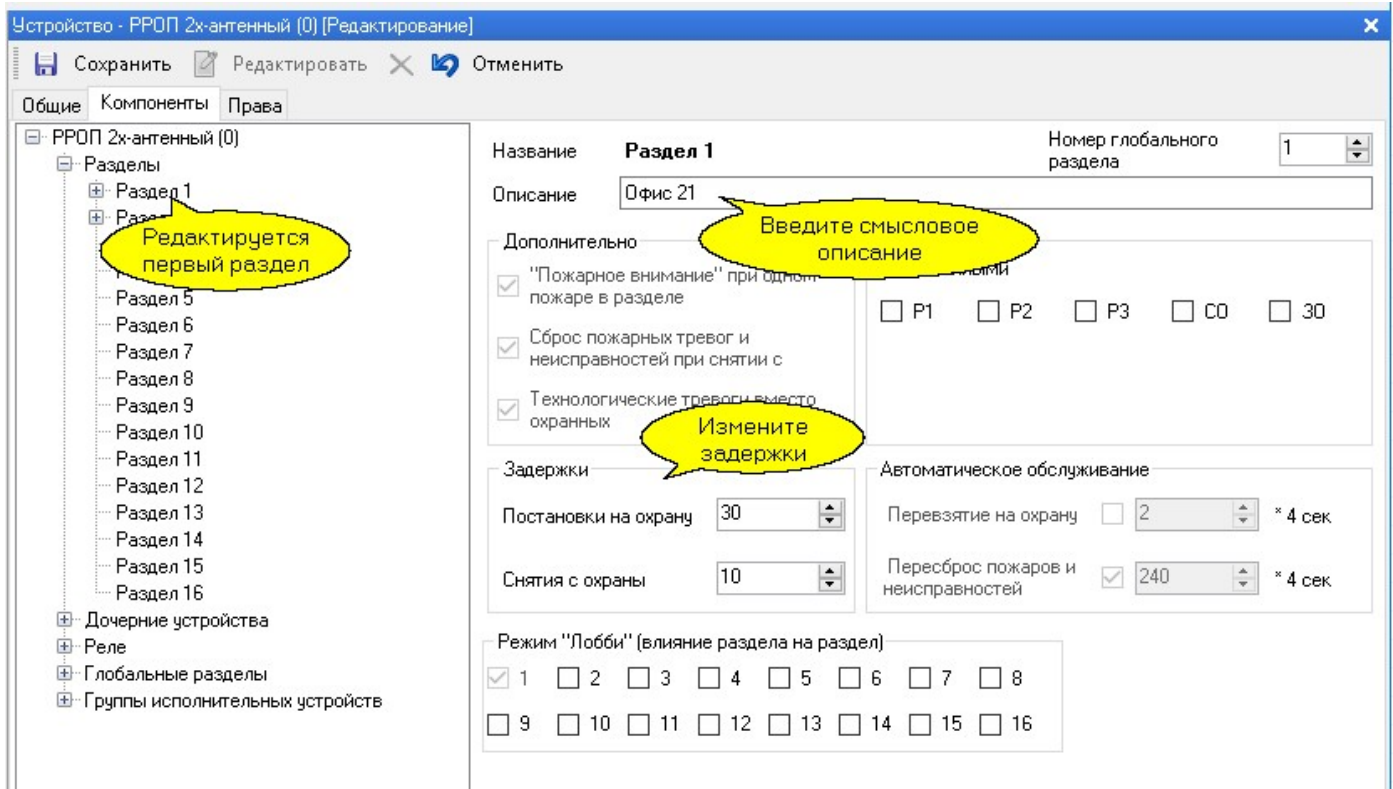 Устройство - РРОП 2х-антенный (0) [Редактирование]
Сохранить Редактировать Отменить
Общие Компоненты Права
РРОП 2х-антенный (0)
Разделы
Раздел 1
Раздел 5
Раздел 6
Раздел 7
Раздел 8
Раздел 9
Раздел 10
Раздел 11
Раздел 12
Раздел 13
Раздел 14
Раздел 15
Раздел 16
Дочерние устройства
Реле
Глобальные разделы
Группы исполнительных устройств
Редактируется
первый раздел
Название Раздел 1
Номер глобального
раздела
1
Описание Офис 21
Введите смысловое
описание
Дополнительно
"Пожарное внимание" при одном
пожаре в разделе
Сброс пожарных тревог и
неисправностей при снятии с
Технологические тревоги вместо
охранных
P1 P2 P3 СО ЗО
Измените
задержки
Задержки
Постановки на охрану 30
Снятия с охраны 10
Автоматическое обслуживание
Перевзятие на охрану 2 * 4 сек
Пересброс пожаров и
неисправностей
240 * 4 сек
Режим "Лобби" (влияние раздела на раздел)
1 2 3 4 5 6 7 8
9 10 11 12 13 14 15 16